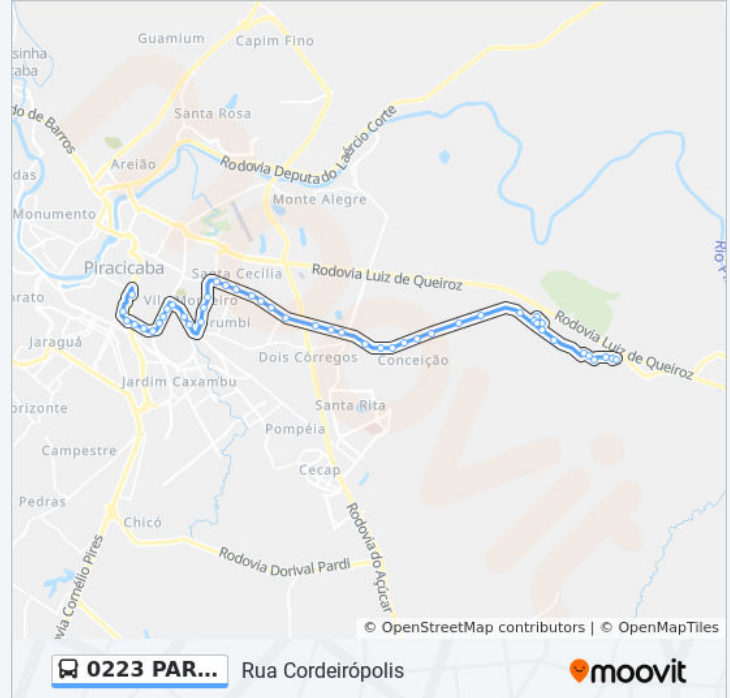 Guamium
Capim Fino
sinha
caba
do de Barros
Santa Rosa
Areião
Rodovia Deputado Laércio Corte
das
Monte Alegre
Monumento
Piracicaba
Santa Cecília
Rodovia Luiz de Queiroz
Rio
arato
Vila
eiro
rumbi
Rodovia Luiz de Queiroz
Jaraguá
Dois Córregos
Conceição
Jardim Caxambu
orizonte
Santa Rita
Pompéia
Campestre
Cecap
Pedras
Chicó
Rodovia do Açúcar
via Cornélio Pires
Rodovia Dorival Pardi
© OpenStreetMap contributors | © OpenMapTiles
0223 PAR...
Rua Cordeirópolis
moovit